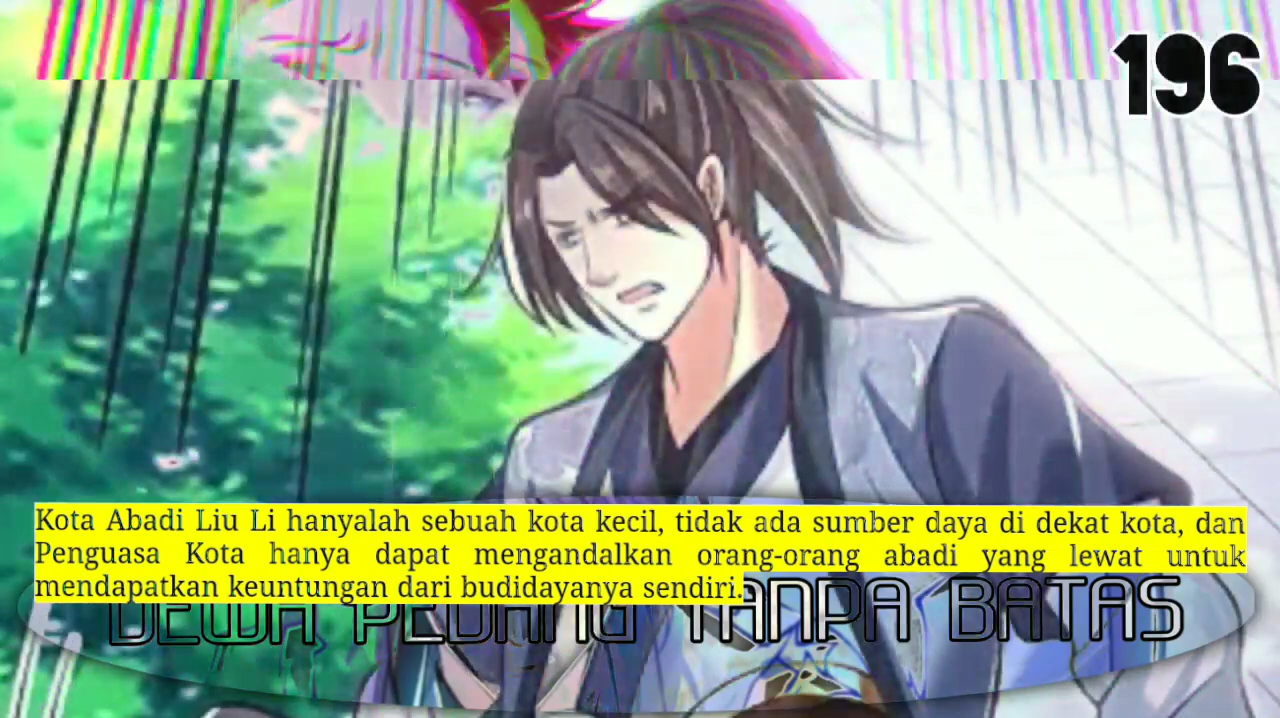 196
Kota Abadi Liu Li hanyalah sebuah kota kecil, tidak ada sumber daya di dekat kota, dan
Penguasa Kota hanya dapat mengandalkan orang-orang abadi yang lewat untuk
mendapatkan keuntungan dari budidayanya sendiri.
DEWA PEDANG TANPA BATAS